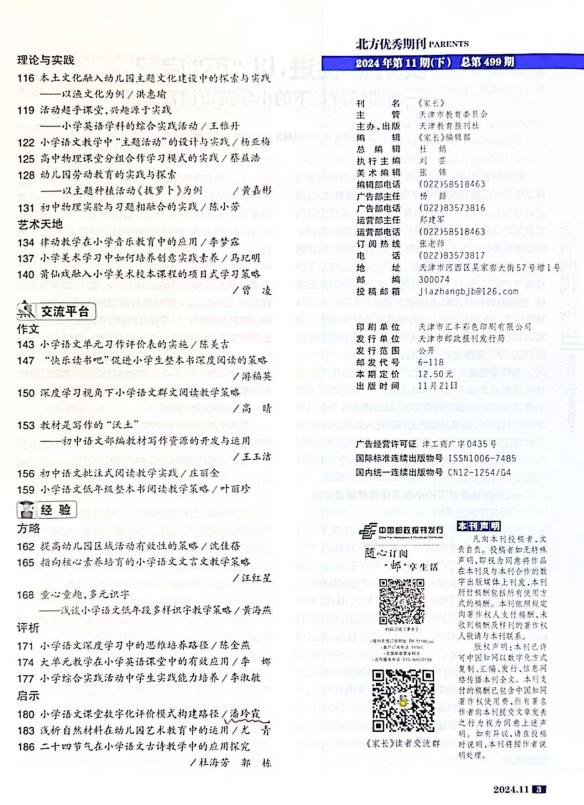 理论与实践
116 本土文化融入幼儿园主题文化建设中的探索与实践
——以渔文化为例/洪惠瑜
119 活动超乎课堂,兴趣源于实践
——小学英语学科的综合实践活动/王雅丹
122 小学语文教学中“主题活动”的设计与实施/杨亚梅
125 高中物理课堂分组合作学习模式的实践/蔡益浩
128 幼儿园劳动教育的实践与探索
——以主题种植活动《拔萝卜》为例/黄嘉彬
131 初中物理实验与习题相融合的实践/陈小芳
艺术天地
134 律动教学在小学音乐教育中的应用/李梦霏
137 小学美术学习中如何培养创意实践素养/马玘明
140 莆仙戏融入小学美术校本课程的项目式学习策略
/曾凌
交流平台
作文
143 小学语文单元习作评价表的实施/陈美吉
147 “快乐读书吧”促进小学生整本书深度阅读的策略
/游福英
150 深度学习视角下小学语文群文阅读教学策略
/高晴
153 教材是写作的“沃土”
——初中语文部编教材写作资源的开发与运用
/王玉洁
156 初中语文批注式阅读教学实践/庄丽金
159 小学语文低年级整本书阅读教学策略/叶丽珍
经验
方略
162 提高幼儿园区域活动有效性的策略/沈佳蓓
165 指向核心素养培育的小学语文文言文教学策略
/汪红星
168 童心童趣,多元识字
——浅谈小学语文低年段多样识字教学策略/黄海燕
评析
171 小学语文深度学习中的思维培养路径/陈金燕
174 大单元教学在小学英语课堂中的有效应用/李娜
177 小学综合实践活动中学生实践能力培养/李淑敏
启示
180 小学语文课堂数字化评价模式构建路径/汤玲霞
183 浅析自然材料在幼儿园艺术教育中的运用/尤青
186 二十四节气在小学语文古诗教学中的应用探究
/杜海芳 郭栋
北方优秀期刊 PARENTS
2024年第11期(下) 总第499期
刊名 《家长》
主管 天津市教育委员会
主办、出版 天津教育报刊社
编辑 《家长》编辑部
总编辑 杜娟
执行主编 刘芸
美术编辑 张锦
编辑部电话 (022)58518463
广告部主任 杨懿
广告部电话 (022)83573816
运营部主任 郑建军
运营部电话 (022)58518463
订阅热线 张老师
电话 (022)83573817
地址 天津市河西区吴家窑大街57号增1号
邮编 300074
投稿邮箱 jiazhangbjb@126.com
印刷单位 天津市汇丰彩色印刷有限公司
发行单位 天津市邮政报刊发行局
发行范围 公开
邮发代号 6-118
本期定价 12.50元
出版时间 11月21日
广告经营许可证 津工商广字0435号
国际标准连续出版物号 ISSN1006-7485
国内统一连续出版物号 CN12-1254/G4
中国邮政报刊发行
随心订阅
“邮”享生活
扫码订阅《家长》
《家长》读者交流群
本刊声明
凡向本刊投稿者,文
责自负。投稿者如无特殊
声明,即视为同意将作品
在本刊及与本刊合作的数
字出版媒体上刊发,本刊
所付稿酬包括所有使用方
式的稿酬。本刊依照规定
向著作权人支付稿酬,未
收到稿酬及样刊的著作权
人敬请与本刊联系。
版权声明:本刊已许
可中国知网以数字化方式
复制、汇编、发行、信息网
络传播本刊全文。本刊支
付的稿酬已包含中国知网
著作权使用费,所有署名
作者向本刊提交文章发表
之行为视为同意上述声
明。如有异议,请在投稿
时说明,本刊将按作者说
明处理。
2024.11 3